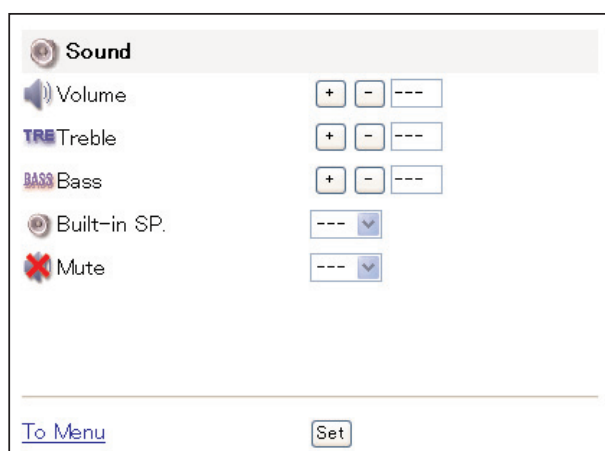 Sound
Volume + - ---
TRE Treble + - ---
BASS Bass + - ---
Built-in SP. ---
Mute ---
To Menu Set